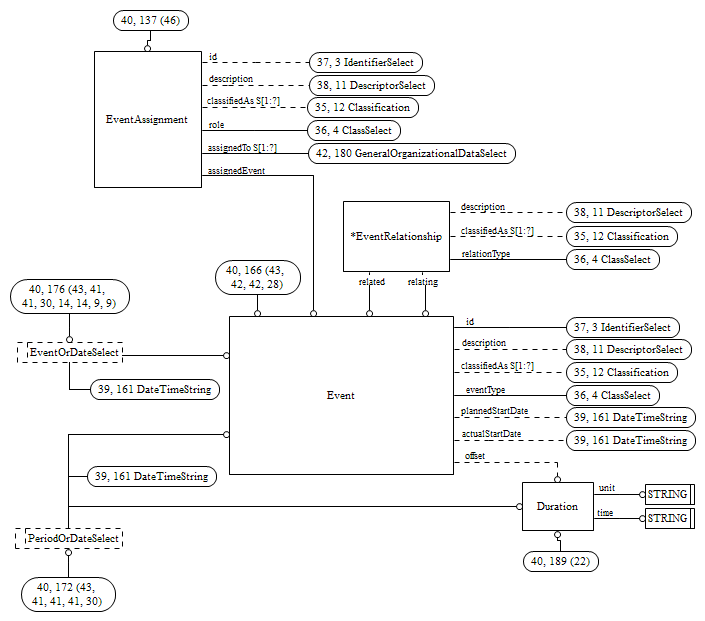 40, 137 (46)
EventAssignment
id
37, 3 IdentifierSelect
description
38, 11 DescriptorSelect
classifiedAs S[1:?]
35, 12 Classification
role
36, 4 ClassSelect
assignedTo S[1:?]
42, 180 GeneralOrganizationalDataSelect
assignedEvent
*EventRelationship
description
38, 11 DescriptorSelect
classifiedAs S[1:?]
35, 12 Classification
relationType
36, 4 ClassSelect
related
relating
40, 166 (43,
42, 42, 28)
40, 176 (43, 41,
41, 30, 14, 14, 9, 9)
EventOrDateSelect
39, 161 DateTimeString
Event
id
37, 3 IdentifierSelect
description
38, 11 DescriptorSelect
classifiedAs S[1:?]
35, 12 Classification
eventType
36, 4 ClassSelect
plannedStartDate
39, 161 DateTimeString
actualStartDate
39, 161 DateTimeString
offset
39, 161 DateTimeString
Duration
unit
STRING
time
STRING
PeriodOrDateSelect
40, 189 (22)
40, 172 (43,
41, 41, 41, 30)